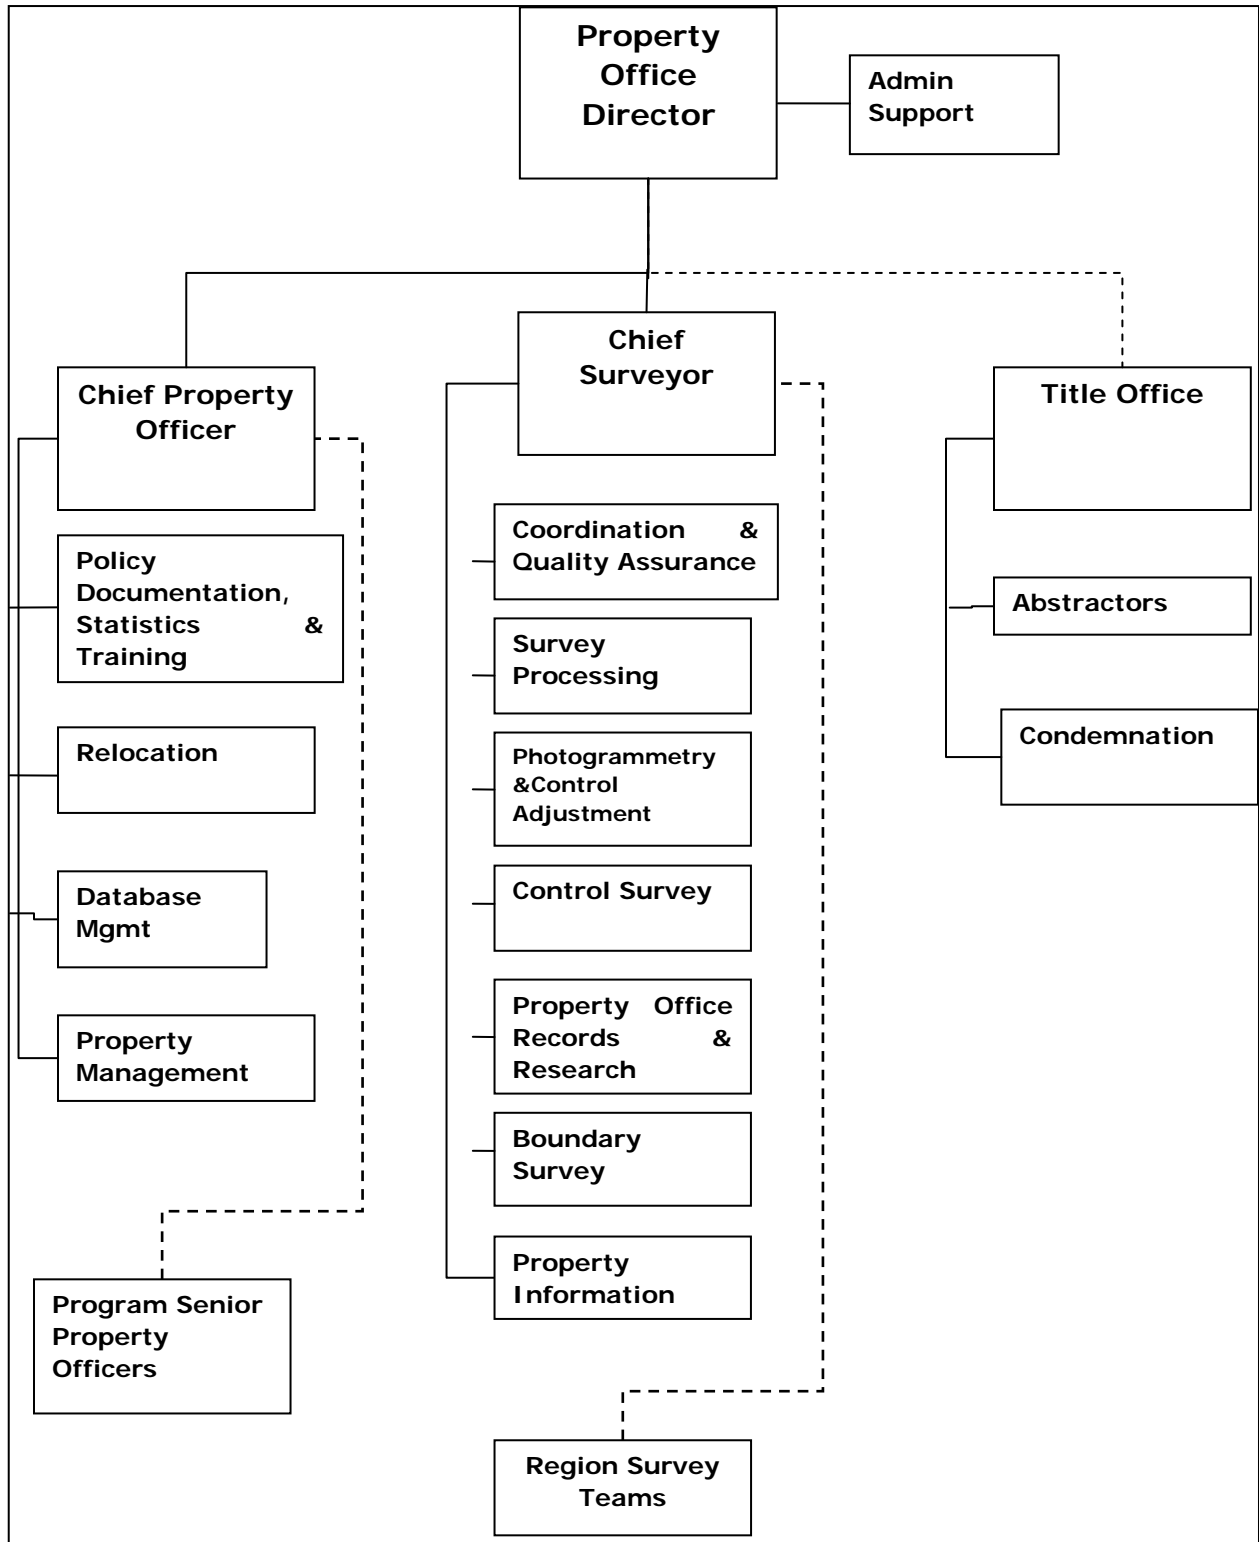 Property
Office
Director
Admin
Support
Chief Property
Officer
Policy
Documentation,
Statistics &
Training
Relocation
Database
Mgmt
Property
Management
Program Senior
Property
Officers
Chief
Surveyor
Coordination &
Quality Assurance
Survey
Processing
Photogrammetry
&Control
Adjustment
Control Survey
Property Office
Records &
Research
Boundary
Survey
Property
Information
Region Survey
Teams
Title Office
Abstractors
Condemnation